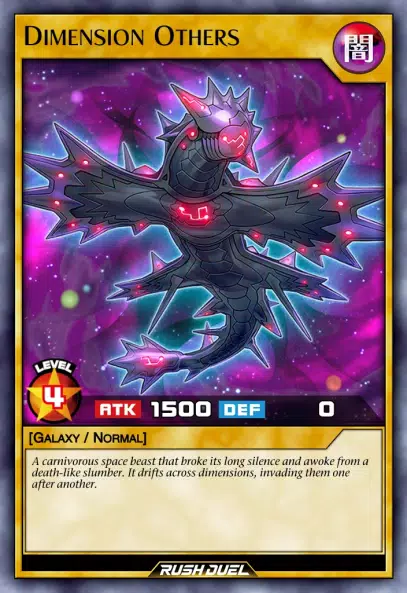 Dimension Others
闇
LEVEL
4
ATK 1500 DEF 0
[Galaxy / Normal]
A carnivorous space beast that broke its long silence and awoke from a
death-like slumber. It drifts across dimensions, invading them one
after another.
RUSH DUEL